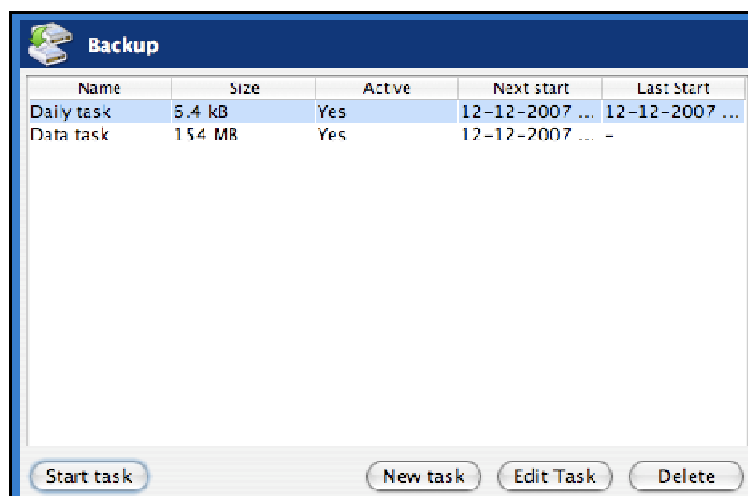 Backup
Name Size Active Next start Last Start
Daily task 5.4 kB Yes 12-12-2007 ... 12-12-2007 ...
Data task 154 MB Yes 12-12-2007 ... -
Start task New task Edit Task Delete